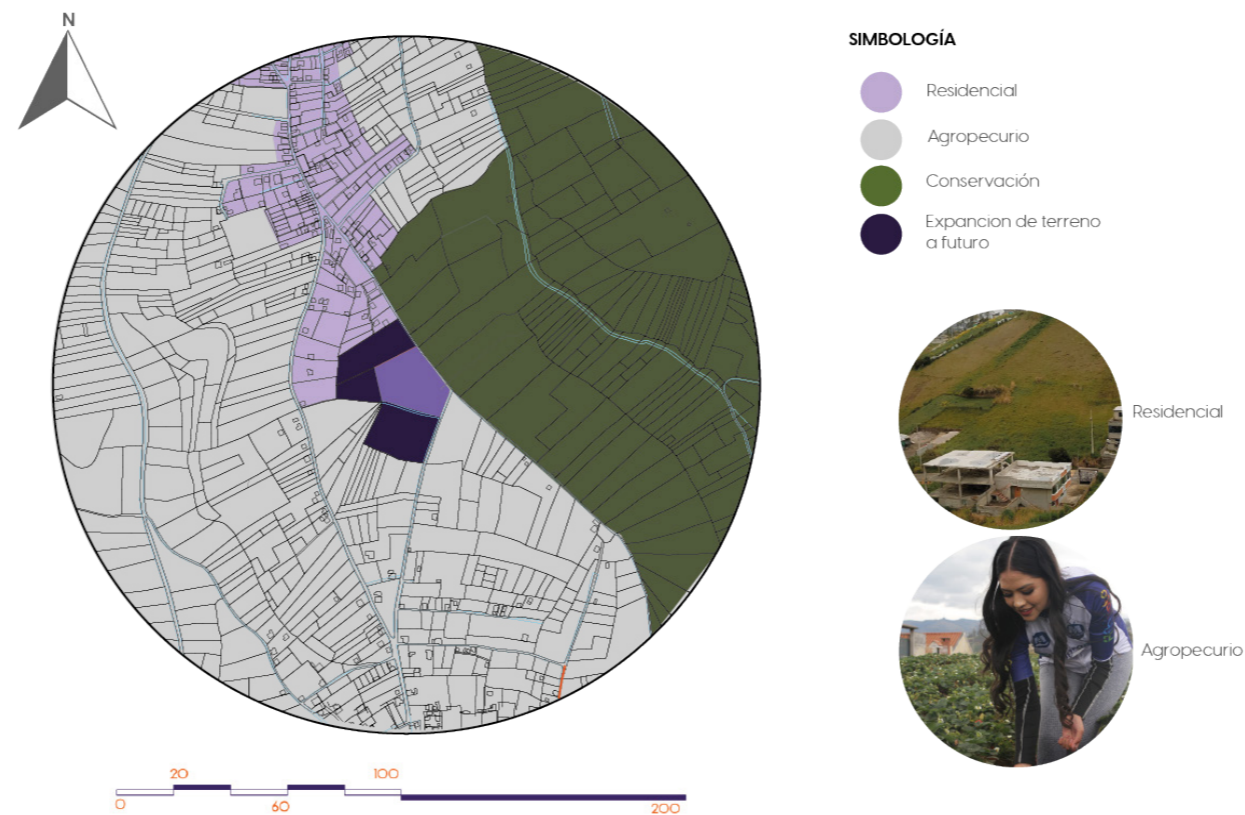 N
SIMBOLOGÍA
Residencial
Agropecurio
Conservación
Expancion de terreno
a futuro
Residencial
Agropecurio
20
100
0
60
200